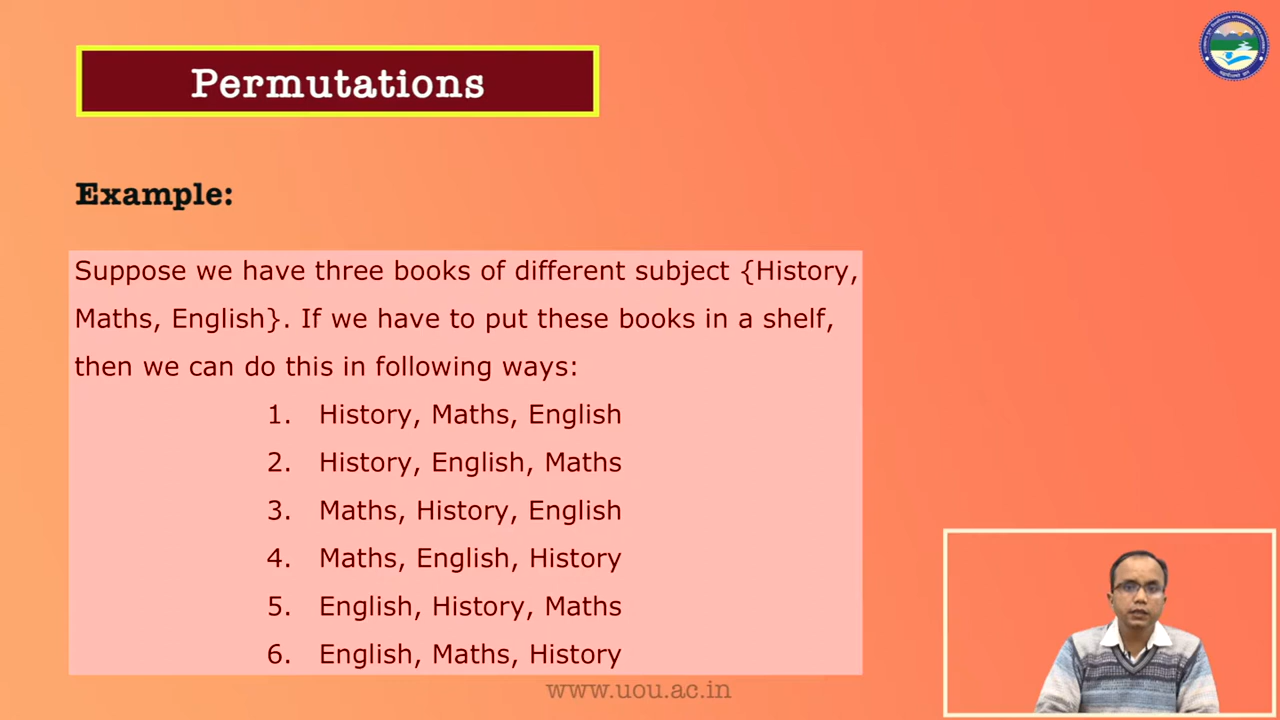 Permutations
Example:
Suppose we have three books of different subject {History,
Maths, English}. If we have to put these books in a shelf,
then we can do this in following ways:
1. History, Maths, English
2. History, English, Maths
3. Maths, History, English
4. Maths, English, History
5. English, History, Maths
6. English, Maths, History
www.uou.ac.in